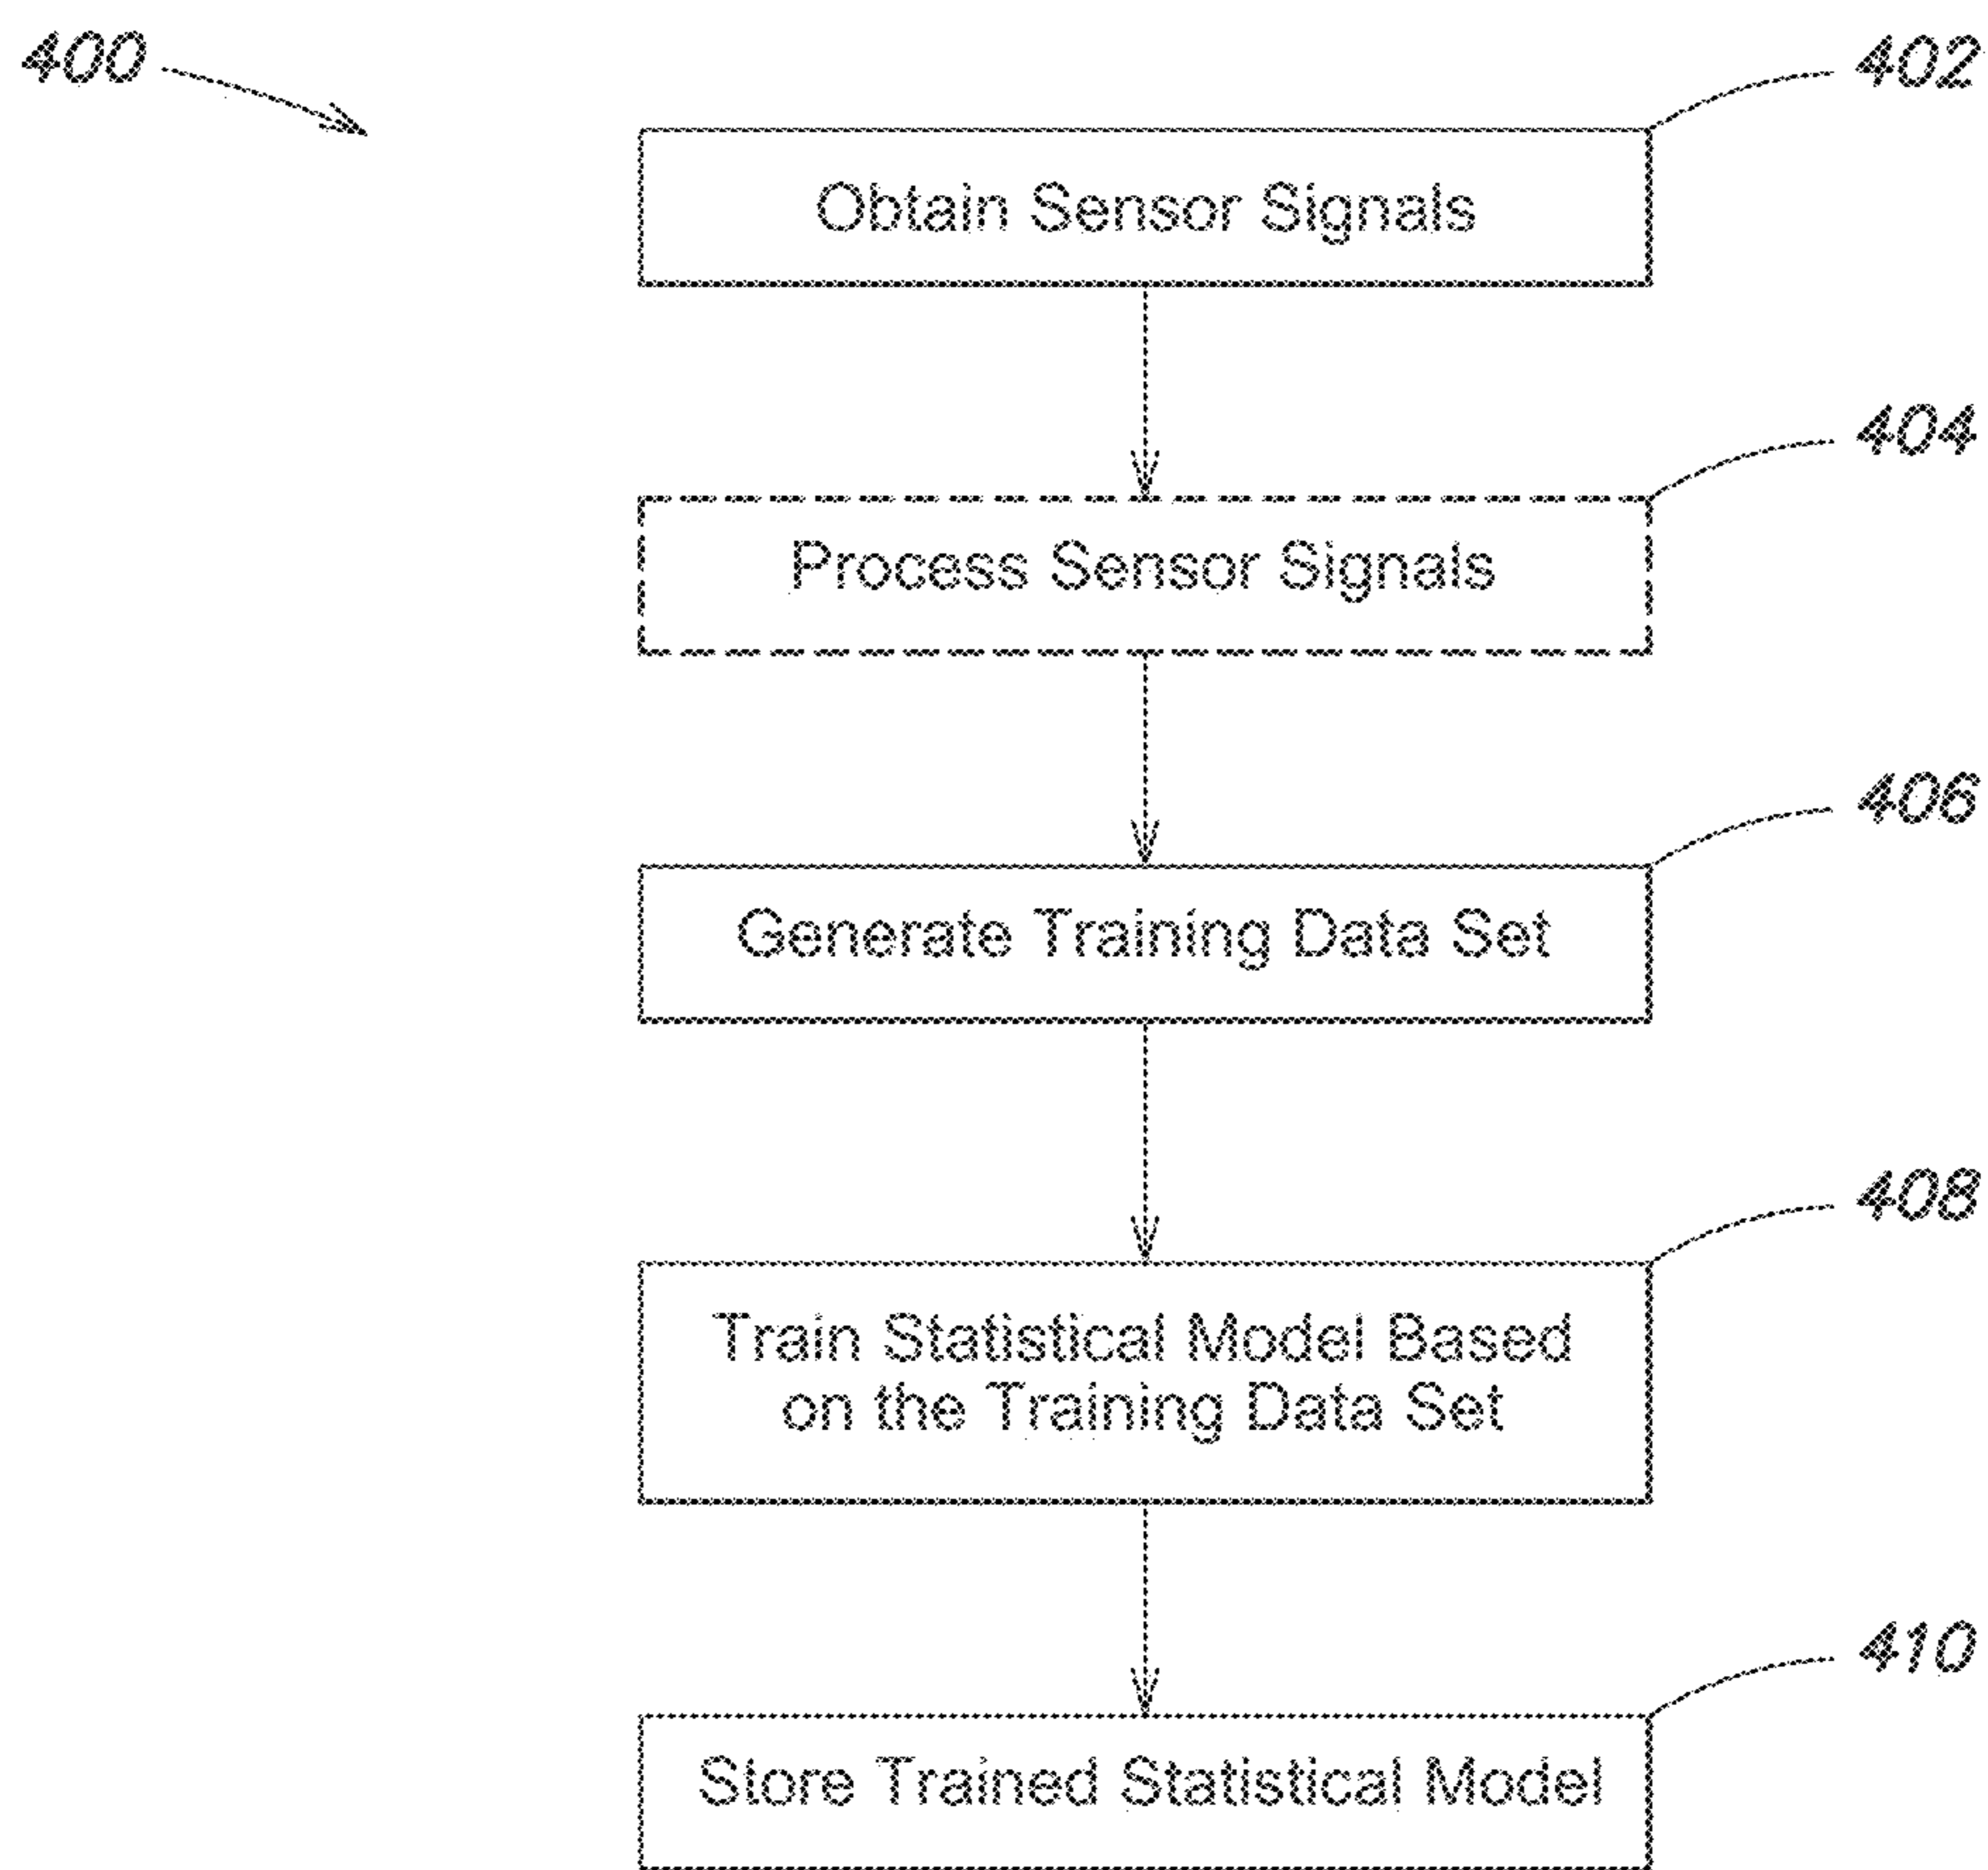 400
402
Obtain Sensor Signals
404
Process Sensor Signals
406
Generate Training Data Set
408
Train Statistical Model Based
on the Training Data Set
410
Store Trained Statistical Model